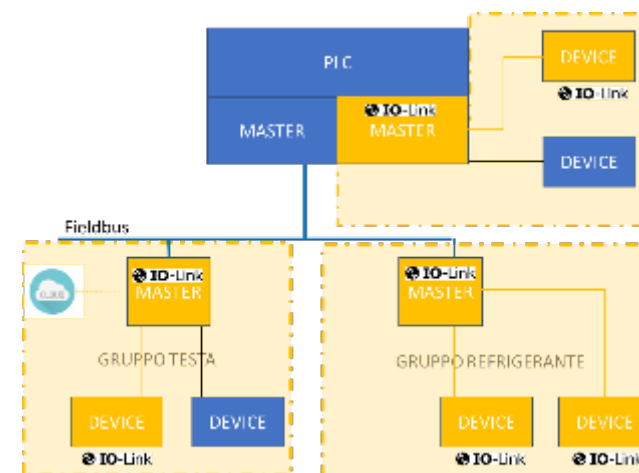 PLC
DEVICE
IO-Link
IO-Link
MASTER
MASTER
DEVICE
Fieldbus
CLOUD
IO-Link
MASTER
IO-Link
MASTER
GRUPPO TESTA
GRUPPO REFRIGERANTE
DEVICE
DEVICE
DEVICE
DEVICE
IO-Link
IO-Link
IO-Link